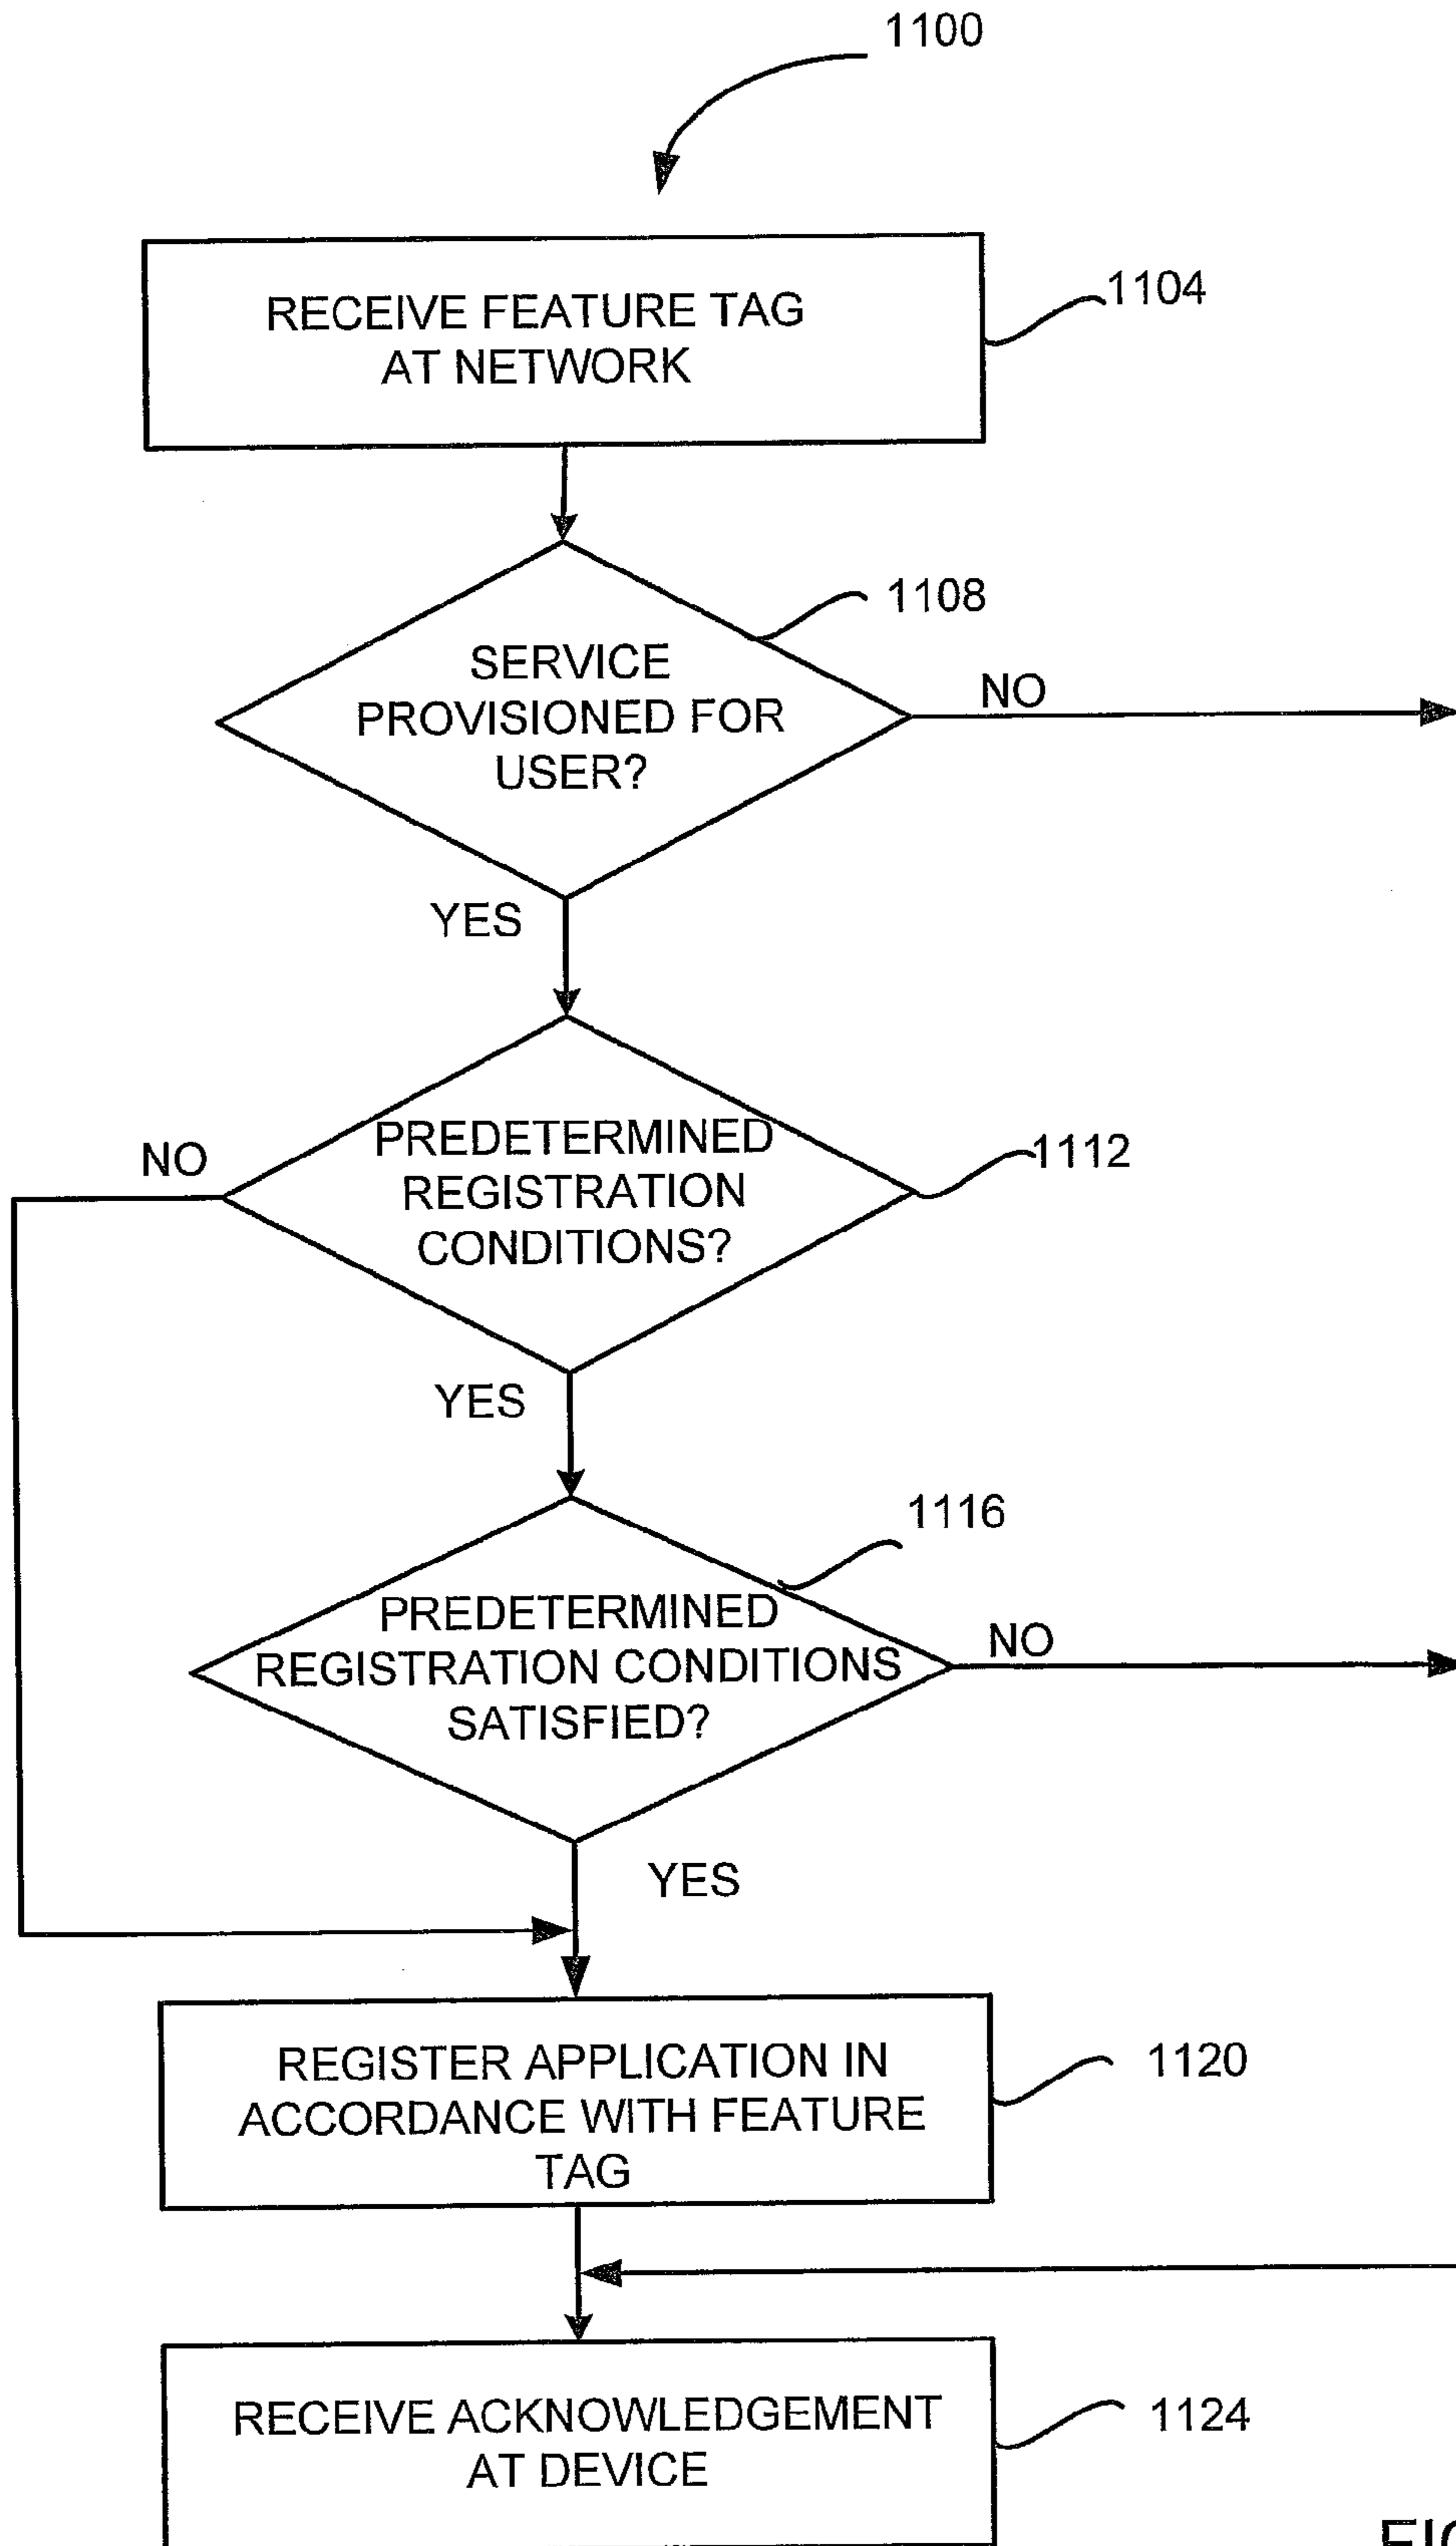 1100
RECEIVE FEATURE TAG
AT NETWORK
1104
1108
SERVICE
PROVISIONED FOR
USER?
NO
YES
PREDETERMINED
REGISTRATION
CONDITIONS?
NO
1112
YES
1116
PREDETERMINED
REGISTRATION CONDITIONS
SATISFIED?
NO
YES
REGISTER APPLICATION IN
ACCORDANCE WITH FEATURE
TAG
1120
RECEIVE ACKNOWLEDGEMENT
AT DEVICE
1124